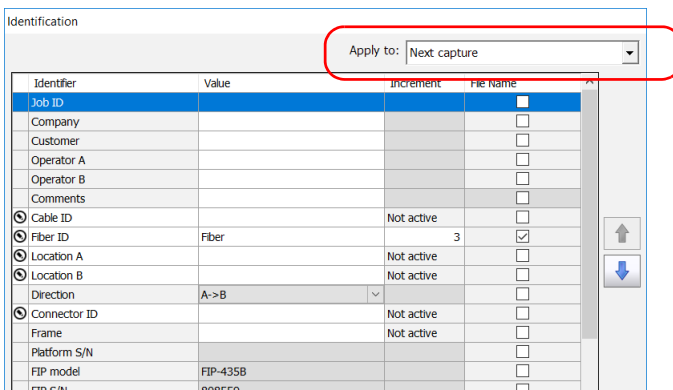 Identification
Apply to: Next capture
Identifier Value Increment File Name
Job ID
Company
Customer
Operator A
Operator B
Comments
Cable ID Not active
Fiber ID Fiber 3
Location A Not active
Location B Not active
Direction A->B
Connector ID Not active
Frame Not active
Platform S/N
FIP model FIP-435B
FIP S/N